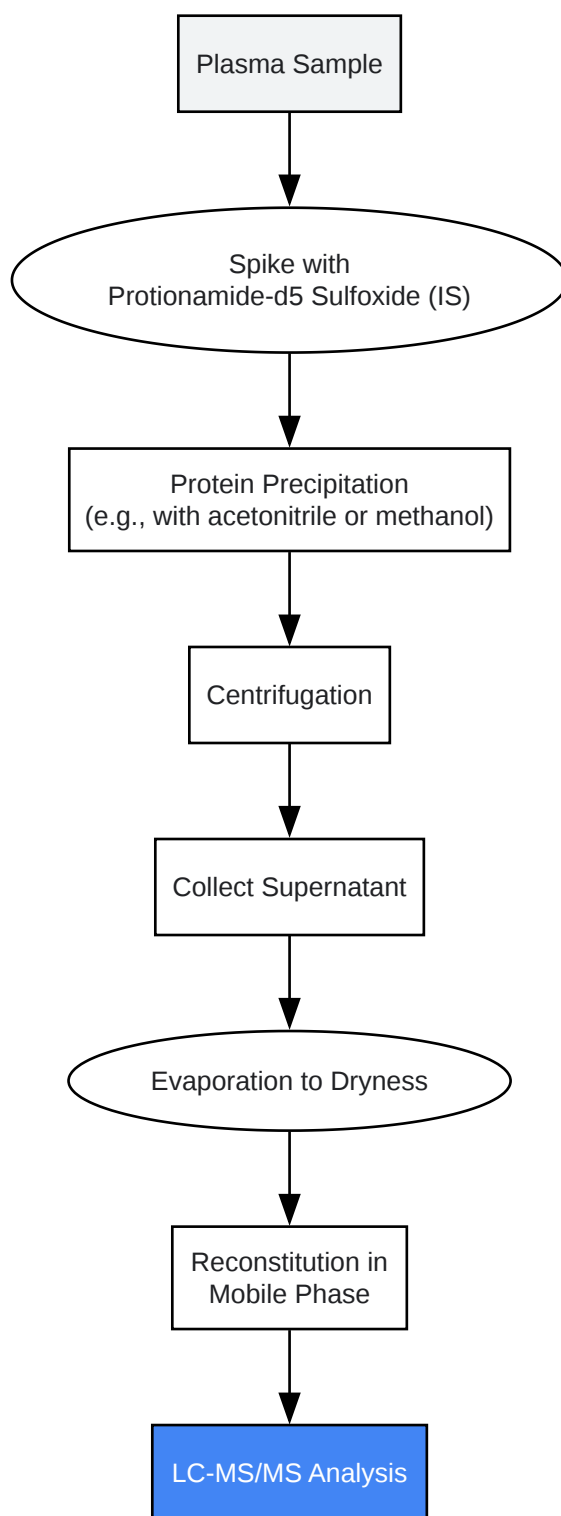 Plasma Sample
Spike with
Protionamide-d5 Sulfoxide (IS)
Protein Precipitation
(e.g., with acetonitrile or methanol)
Centrifugation
Collect Supernatant
Evaporation to Dryness
Reconstitution in
Mobile Phase
LC-MS/MS Analysis